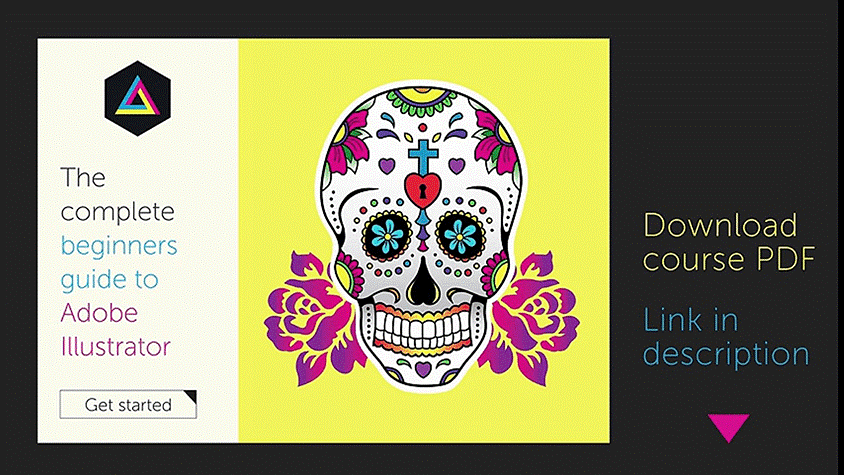 The
complete
beginners
guide to
Adobe
Illustrator
Get started
Download
course PDF
Link in
description